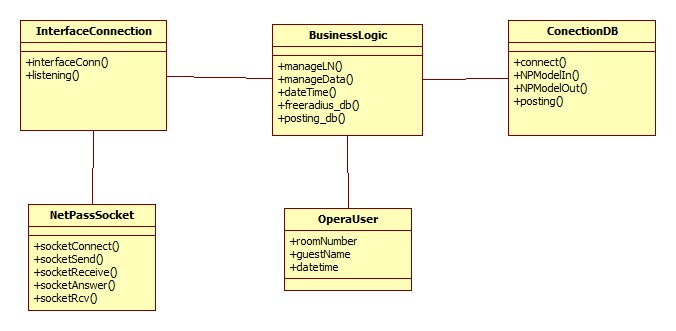 InterfaceConnection
+interfaceConn()
+listening()
BusinessLogic
+manageLN()
+manageData()
+dateTime()
+freeradius_db()
+posting_db()
ConectionDB
+connect()
+NPModelIn()
+NPModelOut()
+posting()
NetPassSocket
+socketConnect()
+socketSend()
+socketReceive()
+socketAnswer()
+socketRcv()
OperaUser
+roomNumber
+guestName
+datetime